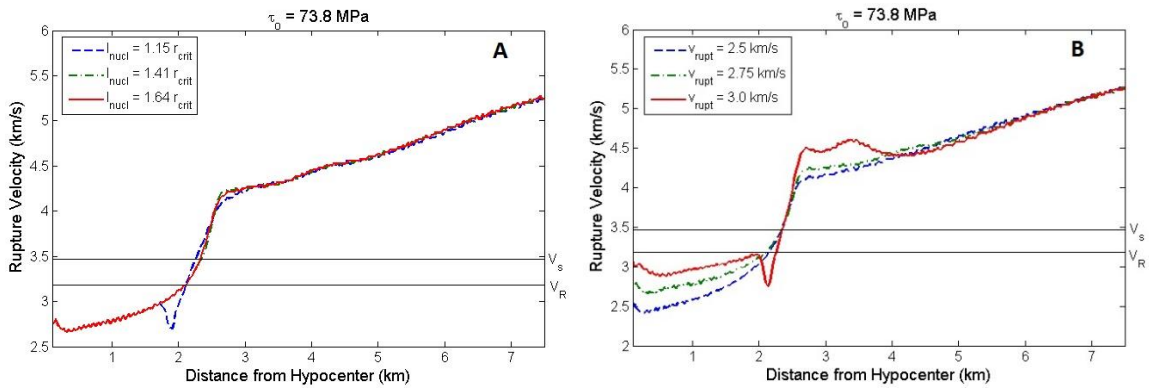 τo = 73.8 MPa
A
lnucl = 1.15 rcrit
lnucl = 1.41 rcrit
lnucl = 1.64 rcrit
6
5.5
5
4.5
4
3.5
3
2.5
Rupture Velocity (km/s)
Vs
VR
1 2 3 4 5 6 7
Distance from Hypocenter (km)
τo = 73.8 MPa
B
vrupt = 2.5 km/s
vrupt = 2.75 km/s
vrupt = 3.0 km/s
6
5.5
5
4.5
4
3.5
3
2.5
2
Rupture Velocity (km/s)
Vs
VR
1 2 3 4 5 6 7
Distance from Hypocenter (km)